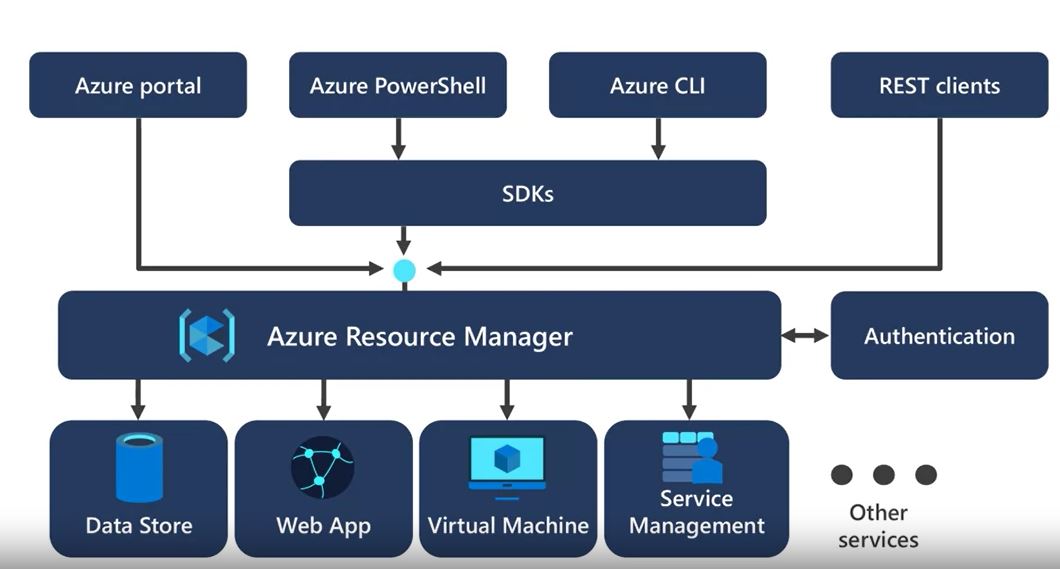 Azure portal
Azure PowerShell
Azure CLI
REST clients
SDKs
Azure Resource Manager
Authentication
Data Store
Web App
Virtual Machine
Service
Management
Other
services